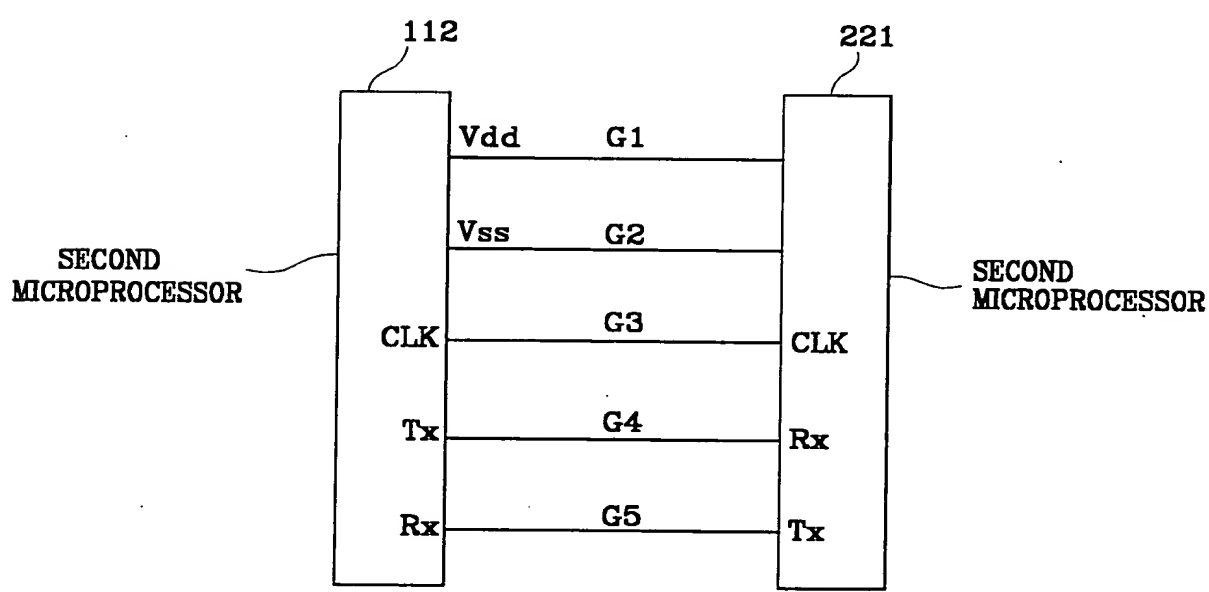 112
221
Vdd G1
Vss G2
SECOND
MICROPROCESSOR
SECOND
MICROPROCESSOR
CLK G3 CLK
Tx G4 Rx
Rx G5 Tx